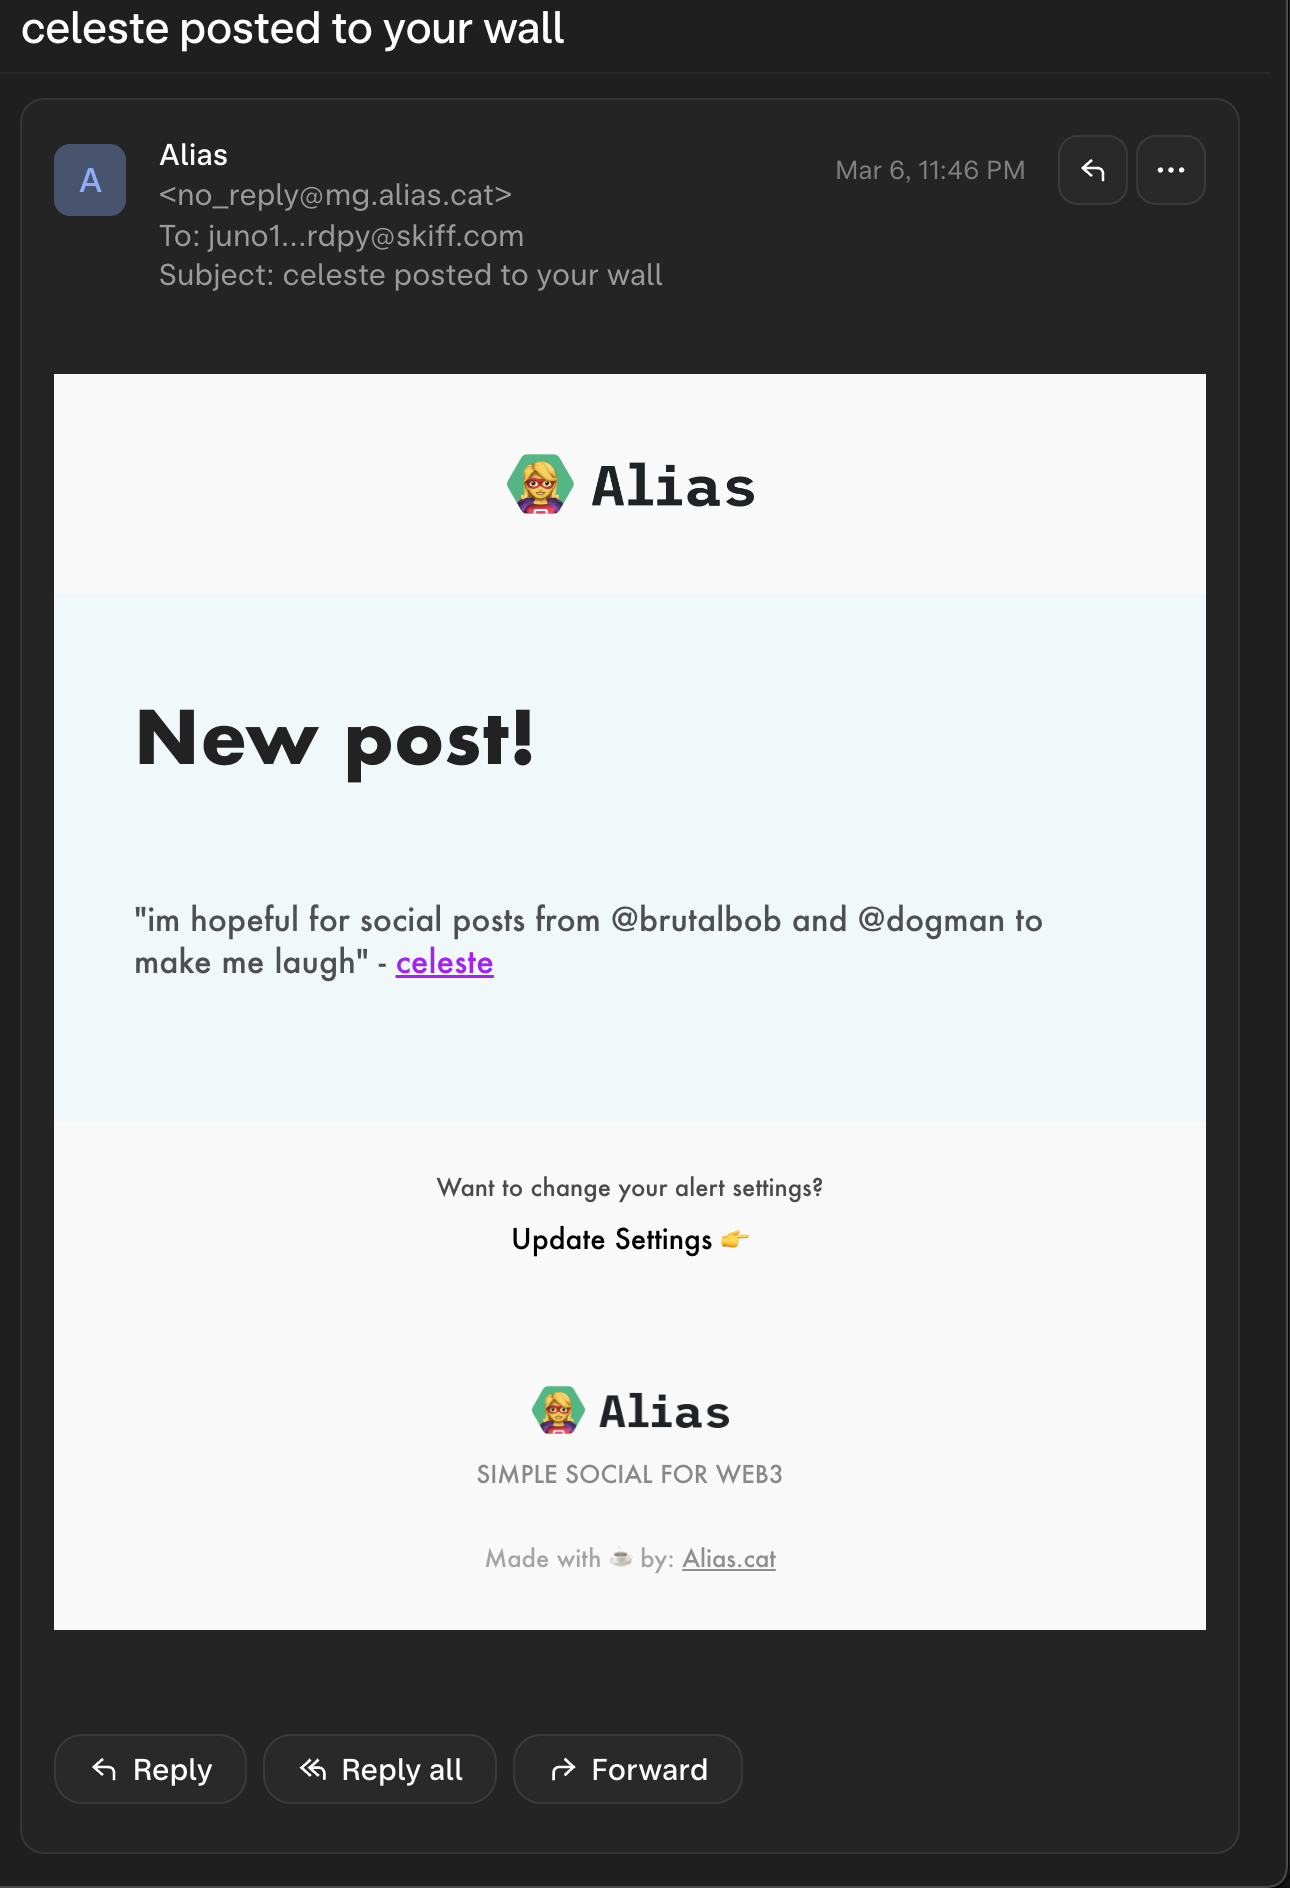 celeste posted to your wall
A
Alias
<no_reply@mg.alias.cat>
To: juno1...rdpy@skiff.com
Subject: celeste posted to your wall
Mar 6, 11:46 PM
Alias
New post!
"im hopeful for social posts from @brutalbob and @dogman to
make me laugh" - celeste
Want to change your alert settings?
Update Settings 👉
Alias
SIMPLE SOCIAL FOR WEB3
Made with ☕ by: Alias.cat
Reply
Reply all
Forward